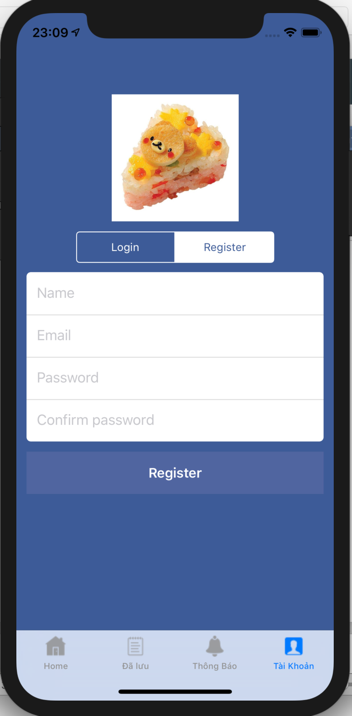 23:09
Login
Register
Name
Email
Password
Confirm password
Register
Home
Đã lưu
Thông Báo
Tài Khoản